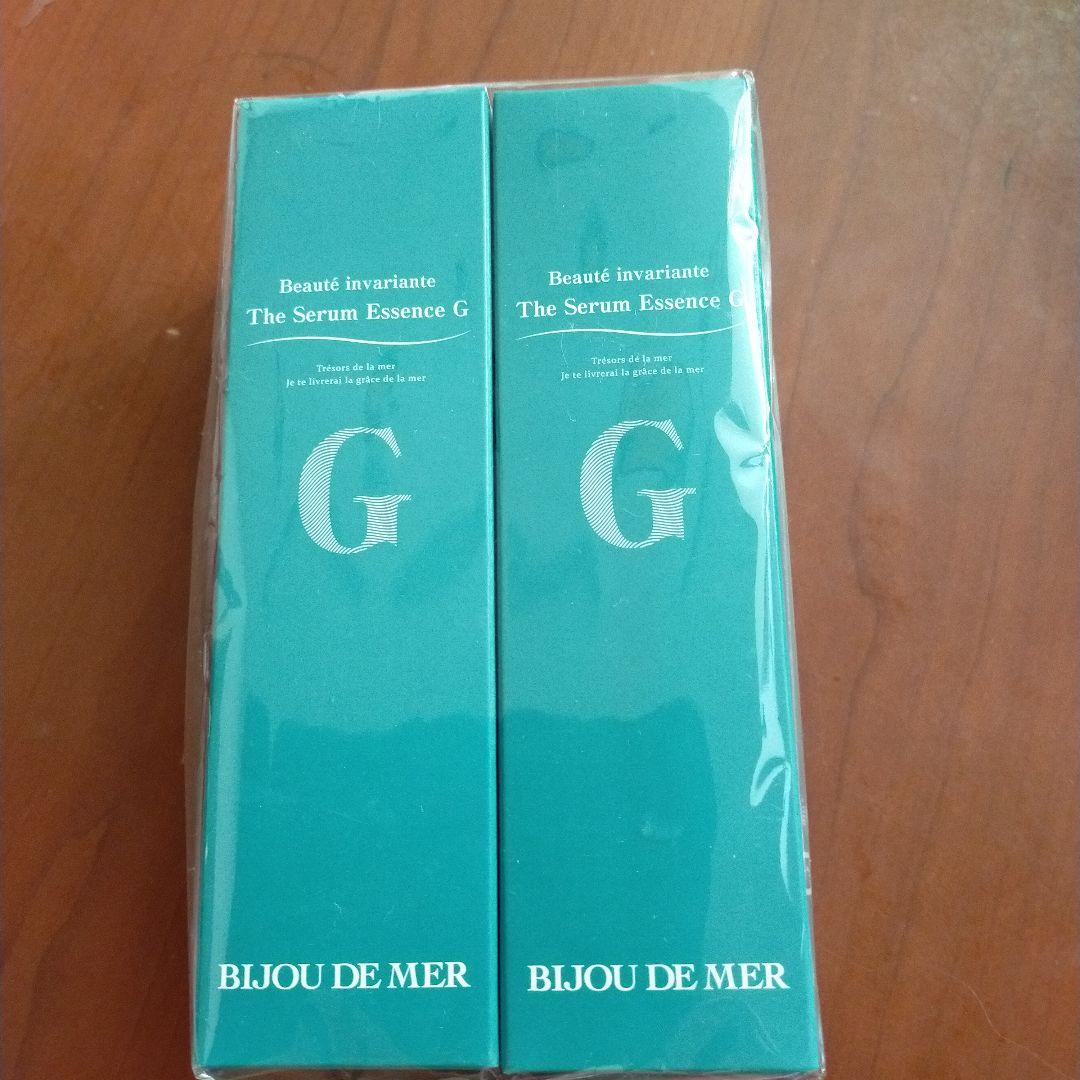 Beauté invariante
The Serum Essence G
Trésors de la mer
Je te livrerai la grâce de la mer
G
BIJOU DE MER
Beauté invariante
The Serum Essence G
Trésors de la mer
Je te livrerai la grâce de la mer
G
BIJOU DE MER